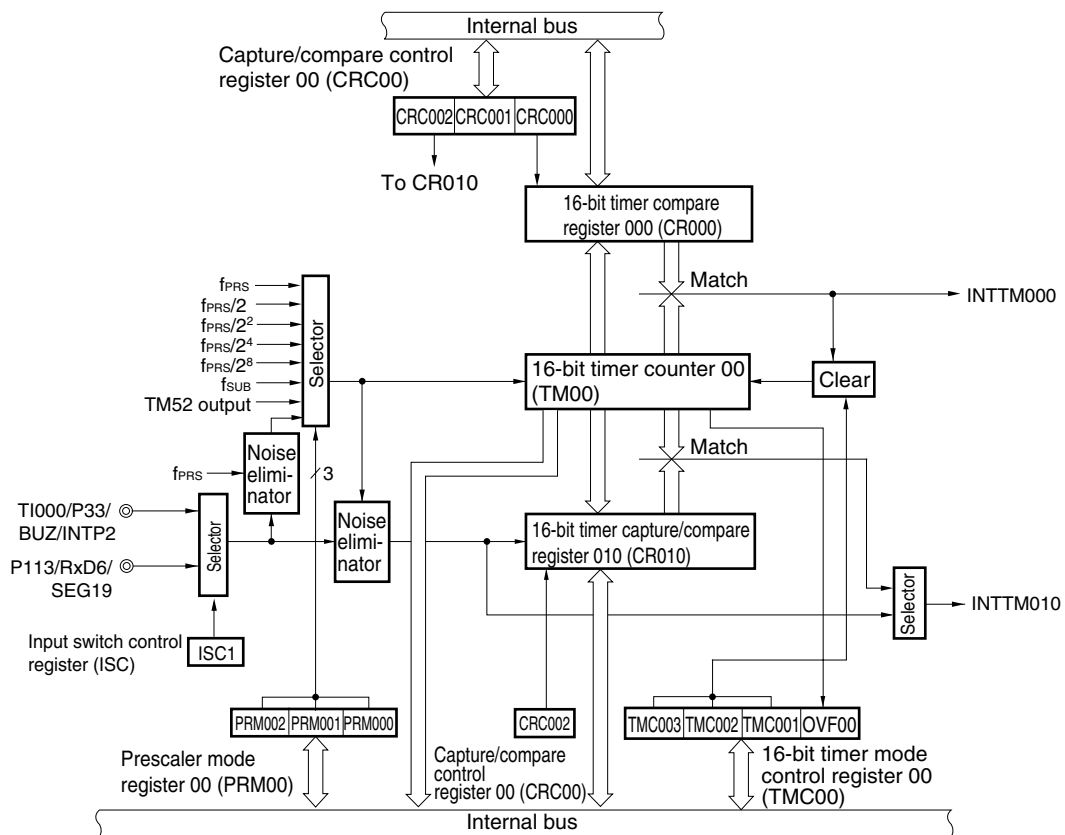 Internal bus
Capture/compare control
register 00 (CRC00)
CRC002 CRC001 CRC000
To CR010
16-bit timer compare
register 000 (CR000)
fPRS
fPRS/2
fPRS/2²
fPRS/2⁴
fPRS/2⁸
fSUB
TM52 output
Selector
Match
INTTM000
16-bit timer counter 00
(TM00)
Clear
fPRS
Noise
elimi-
nator
3
Match
TI000/P33/
BUZ/INTP2
P113/RxD6/
SEG19
Selector
Noise
elimi-
nator
16-bit timer capture/compare
register 010 (CR010)
Selector
INTTM010
Input switch control
register (ISC)
ISC1
PRM002 PRM001 PRM000
CRC002
TMC003 TMC002 TMC001 OVF00
Prescaler mode
register 00 (PRM00)
Capture/compare
control
register 00 (CRC00)
16-bit timer mode
control register 00
(TMC00)
Internal bus